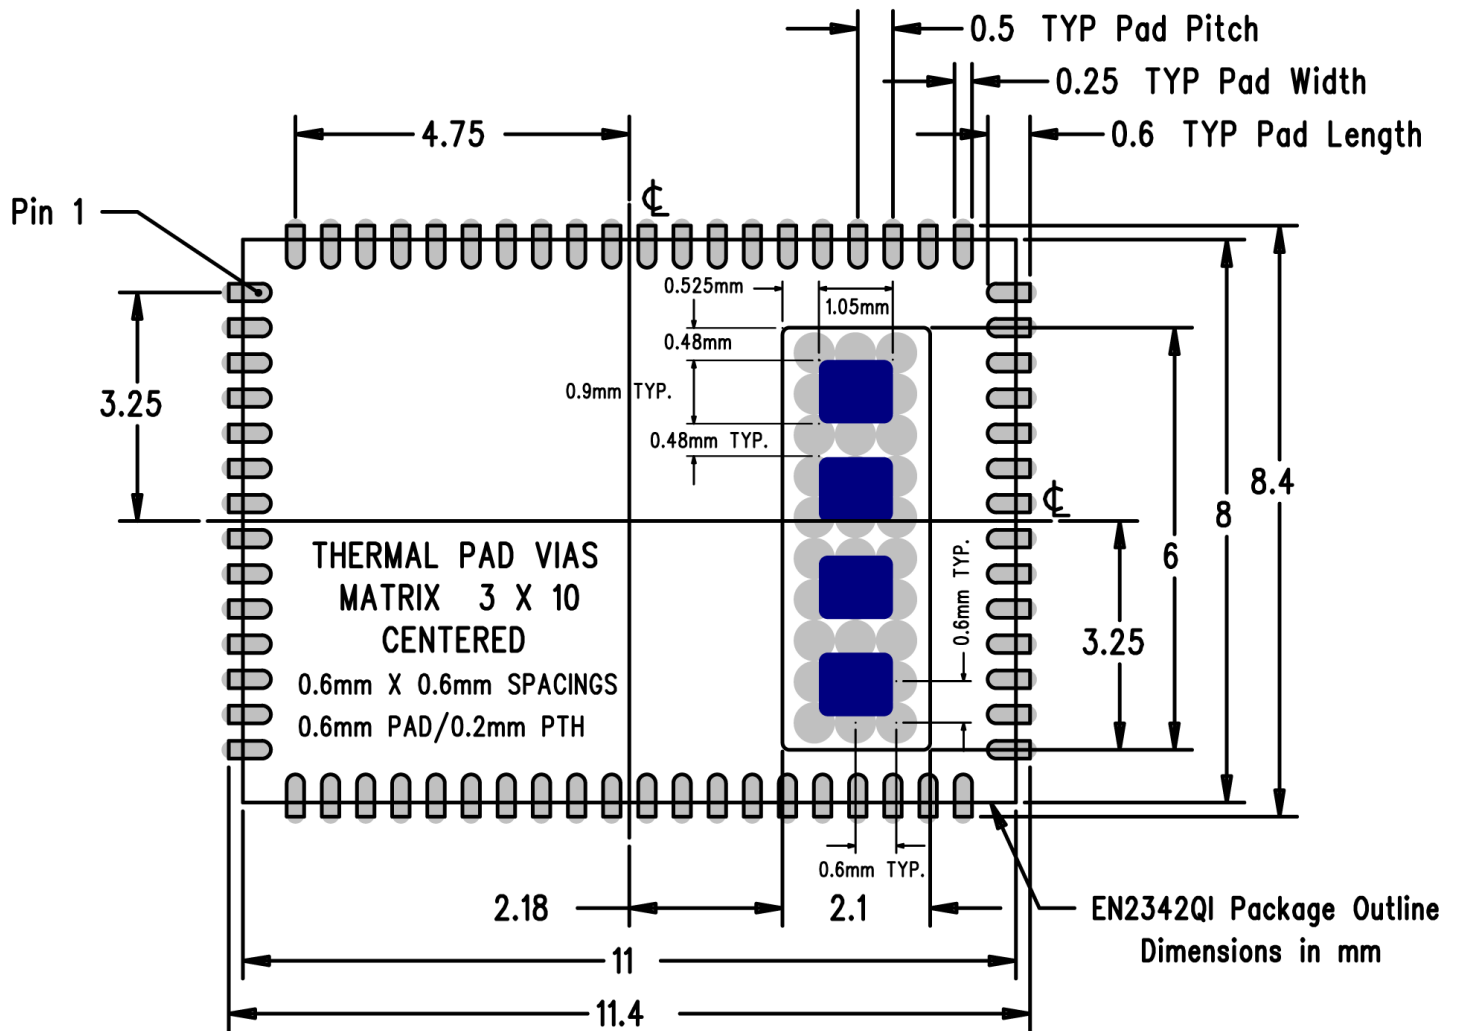 0.5 TYP Pad Pitch
0.25 TYP Pad Width
0.6 TYP Pad Length
4.75
℄
Pin 1
0.525mm
1.05mm
0.48mm
0.9mm TYP.
3.25
0.48mm TYP.
8.4
℄
8
THERMAL PAD VIAS
MATRIX 3 X 10
CENTERED
0.6mm X 0.6mm SPACINGS
0.6mm PAD/0.2mm PTH
0.6mm TYP.
6
3.25
0.6mm TYP.
2.18
2.1
EN2342QI Package Outline
Dimensions in mm
11
11.4